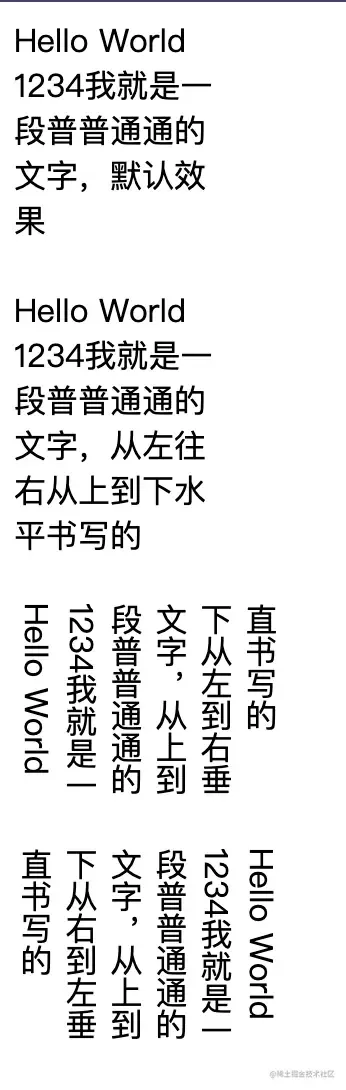 Hello World
1234我就是一
段普普通通的
文字，默认效
果
Hello World
1234我就是一
段普普通通的
文字，从左往
右从上到下水
平书写的
Hello World
1234我就是一
段普普通通的
文字，从上到
下从左到右垂
直书写的
Hello World
1234我就是一
段普普通通的
文字，从上到
下从右到左垂
直书写的
@稀土掘金技术社区